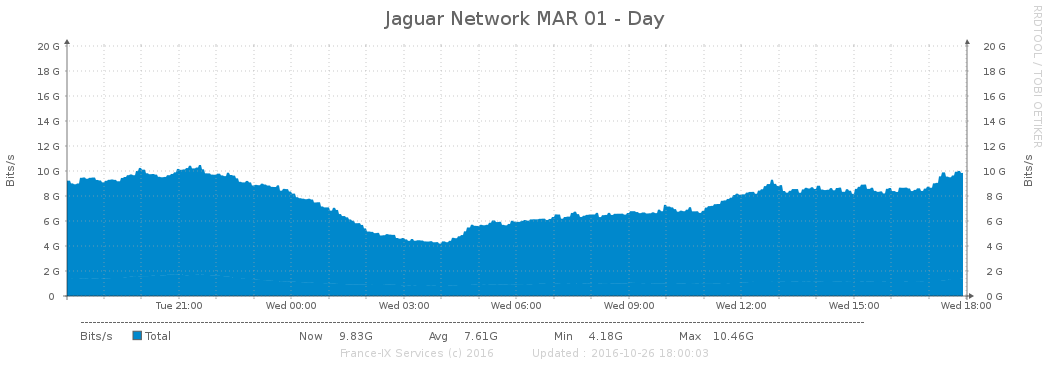 Jaguar Network MAR 01 - Day
RRDTOOL / TOBI OETIKER
Bits/s
20 G
18 G
16 G
14 G
12 G
10 G
8 G
6 G
4 G
2 G
0
20 G
18 G
16 G
14 G
12 G
10 G
8 G
6 G
4 G
2 G
0 G
Bits/s
Tue 21:00 Wed 00:00 Wed 03:00 Wed 06:00 Wed 09:00 Wed 12:00 Wed 15:00 Wed 18:00
Bits/s Total Now 9.83G Avg 7.61G Min 4.18G Max 10.46G
France-IX Services (c) 2016 Updated : 2016-10-26 18:00:03